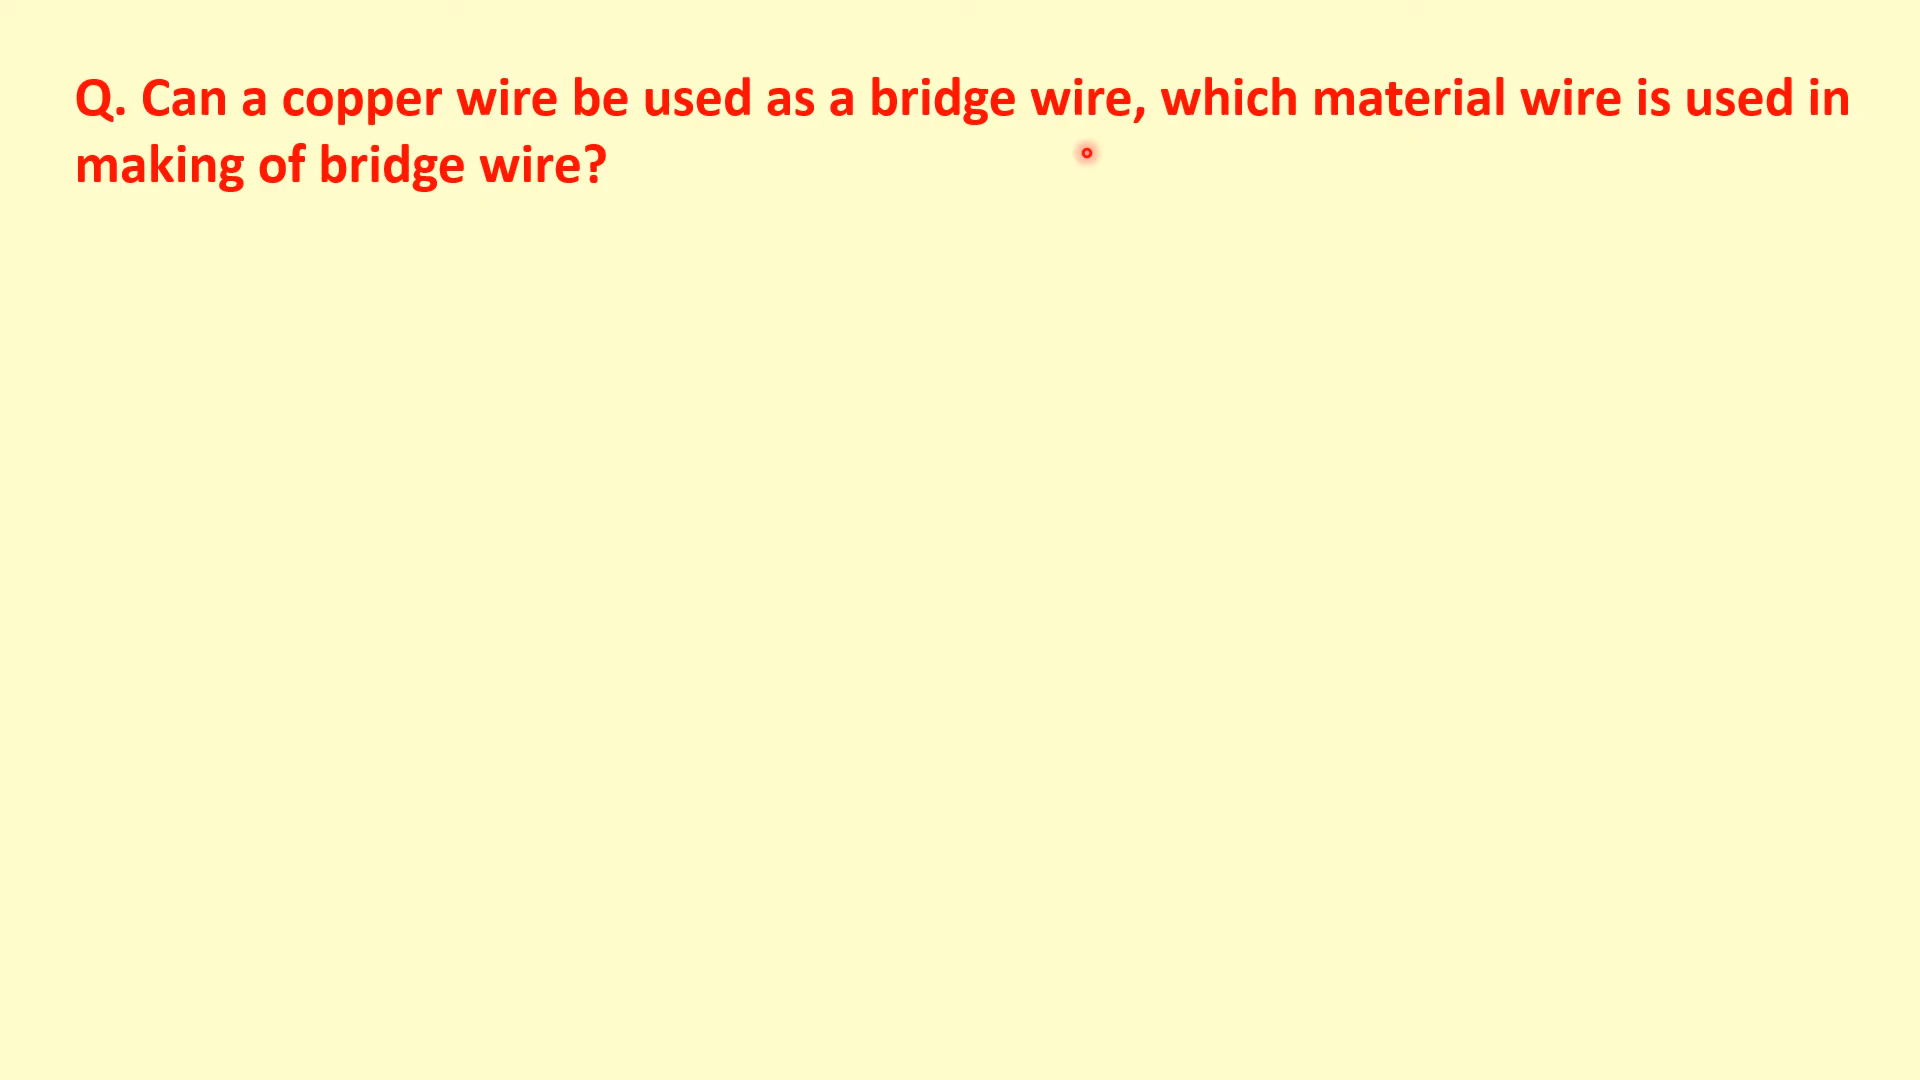 Q. Can a copper wire be used as a bridge wire, which material wire is used in
making of bridge wire?